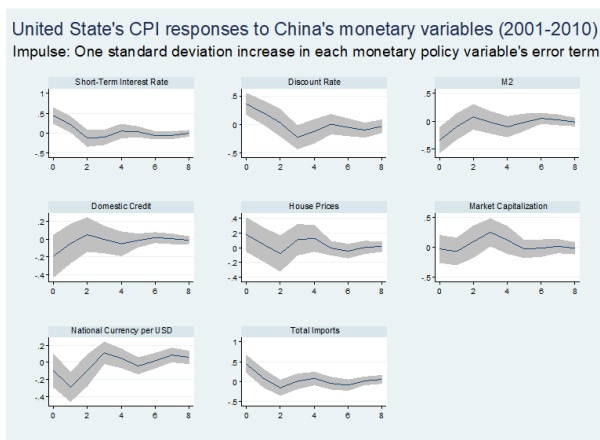 United State's CPI responses to China's monetary variables (2001-2010)
Impulse: One standard deviation increase in each monetary policy variable's error term
Short-Term Interest Rate
1
.5
0
-.5
0 2 4 6 8
Discount Rate
.5
0
-.5
0 2 4 6 8
M2
.5
0
-.5
0 2 4 6 8
Domestic Credit
.2
0
-.2
-.4
0 2 4 6 8
House Prices
.4
.2
0
-.2
-.4
0 2 4 6 8
Market Capitalization
.5
0
-.5
0 2 4 6 8
National Currency per USD
.2
0
-.2
-.4
0 2 4 6 8
Total Imports
1
.5
0
-.5
0 2 4 6 8